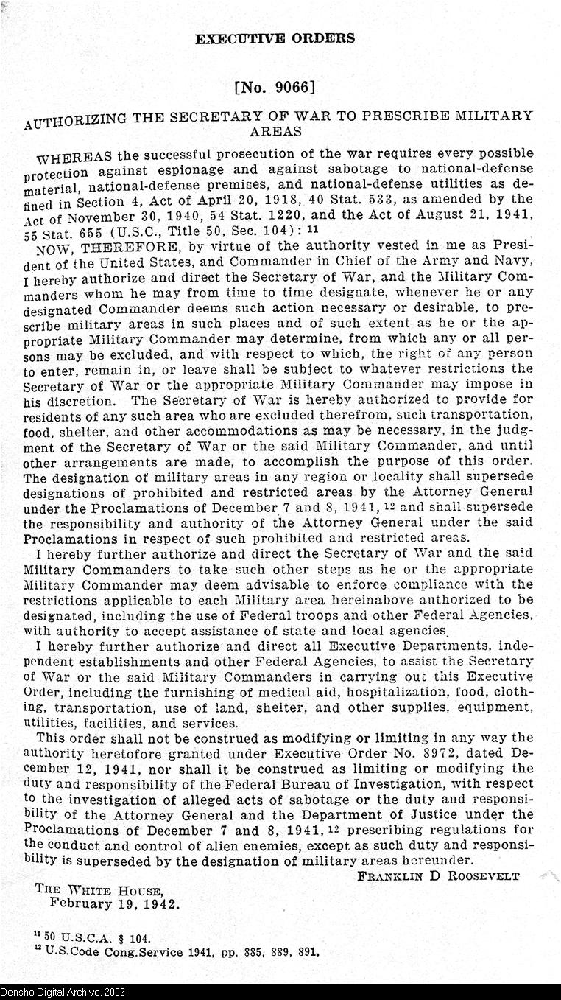 EXECUTIVE ORDERS
[No. 9066]
AUTHORIZING THE SECRETARY OF WAR TO PRESCRIBE MILITARY
AREAS
WHEREAS the successful prosecution of the war requires every possible
protection against espionage and against sabotage to national-defense
material, national-defense premises, and national-defense utilities as de-
fined in Section 4, Act of April 20, 1918, 40 Stat. 533, as amended by the
Act of November 30, 1940, 54 Stat. 1220, and the Act of August 21, 1941,
55 Stat. 655 (U.S.C., Title 50, Sec. 104): 11
NOW, THEREFORE, by virtue of the authority vested in me as Presi-
dent of the United States, and Commander in Chief of the Army and Navy,
I hereby authorize and direct the Secretary of War, and the Military Com-
manders whom he may from time to time designate, whenever he or any
designated Commander deems such action necessary or desirable, to pre-
scribe military areas in such places and of such extent as he or the ap-
propriate Military Commander may determine, from which any or all per-
sons may be excluded, and with respect to which, the right of any person
to enter, remain in, or leave shall be subject to whatever restrictions the
Secretary of War or the appropriate Military Commander may impose in
his discretion. The Secretary of War is hereby authorized to provide for
residents of any such area who are excluded therefrom, such transportation,
food, shelter, and other accommodations as may be necessary, in the judg-
ment of the Secretary of War or the said Military Commander, and until
other arrangements are made, to accomplish the purpose of this order.
The designation of military areas in any region or locality shall supersede
designations of prohibited and restricted areas by the Attorney General
under the Proclamations of December 7 and 8, 1941, 12 and shall supersede
the responsibility and authority of the Attorney General under the said
Proclamations in respect of such prohibited and restricted areas.
I hereby further authorize and direct the Secretary of War and the said
Military Commanders to take such other steps as he or the appropriate
Military Commander may deem advisable to enforce compliance with the
restrictions applicable to each Military area hereinabove authorized to be
designated, including the use of Federal troops and other Federal Agencies,
with authority to accept assistance of state and local agencies.
I hereby further authorize and direct all Executive Departments, inde-
pendent establishments and other Federal Agencies, to assist the Secretary
of War or the said Military Commanders in carrying out this Executive
Order, including the furnishing of medical aid, hospitalization, food, cloth-
ing, transportation, use of land, shelter, and other supplies, equipment,
utilities, facilities, and services.
This order shall not be construed as modifying or limiting in any way the
authority heretofore granted under Executive Order No. 8972, dated De-
cember 12, 1941, nor shall it be construed as limiting or modifying the
duty and responsibility of the Federal Bureau of Investigation, with respect
to the investigation of alleged acts of sabotage or the duty and responsi-
bility of the Attorney General and the Department of Justice under the
Proclamations of December 7 and 8, 1941, 12 prescribing regulations for
the conduct and control of alien enemies, except as such duty and responsi-
bility is superseded by the designation of military areas hereunder.
FRANKLIN D ROOSEVELT
THE WHITE HOUSE,
February 19, 1942.
11 50 U.S.C.A. § 104.
12 U.S.Code Cong.Service 1941, pp. 885, 889, 891.
Densho Digital Archive, 2002